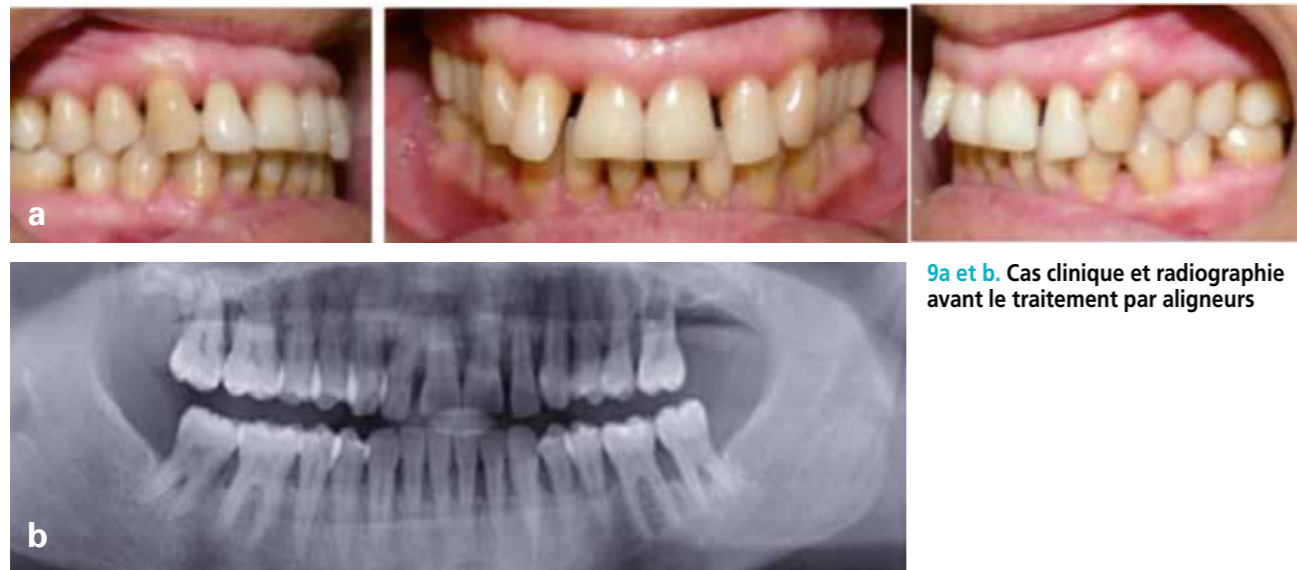 a
9a et b. Cas clinique et radiographie
avant le traitement par aligneurs
b